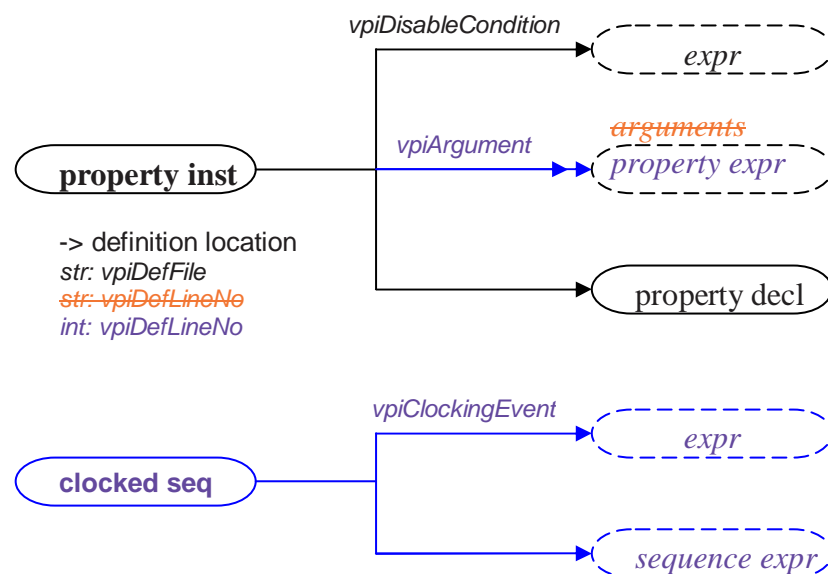 vpiDisableCondition
expr
arguments
vpiArgument
property expr
property inst
-> definition location
str: vpiDefFile
str: vpiDefLineNo
int: vpiDefLineNo
property decl
vpiClockingEvent
expr
clocked seq
sequence expr